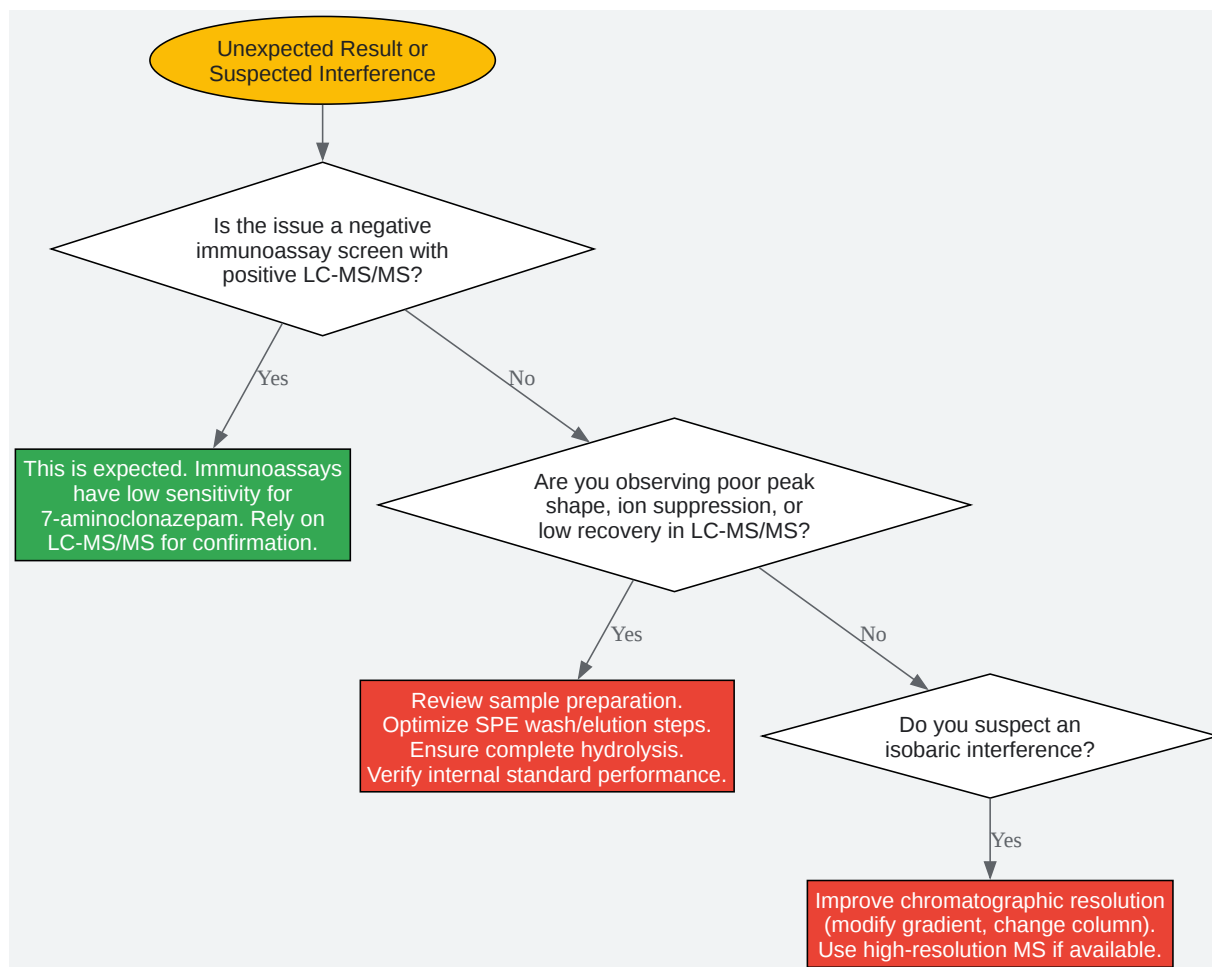 Unexpected Result or
Suspected Interference
Is the issue a negative
immunoassay screen with
positive LC-MS/MS?
Yes
No
This is expected. Immunoassays
have low sensitivity for
7-aminoclonazepam. Rely on
LC-MS/MS for confirmation.
Are you observing poor peak
shape, ion suppression, or
low recovery in LC-MS/MS?
Yes
No
Review sample preparation.
Optimize SPE wash/elution steps.
Ensure complete hydrolysis.
Verify internal standard performance.
Do you suspect an
isobaric interference?
Yes
Improve chromatographic resolution
(modify gradient, change column).
Use high-resolution MS if available.